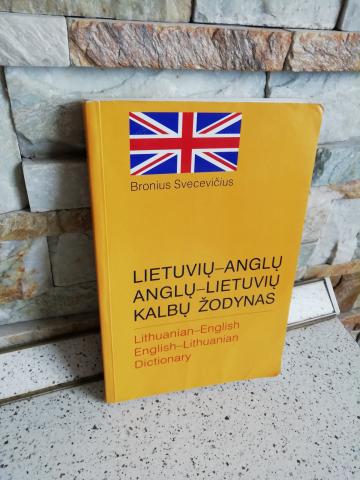 Bronius Svecevičius
LIETUVIŲ–ANGLŲ
ANGLŲ–LIETUVIŲ
KALBŲ ŽODYNAS
Lithuanian–English
English–Lithuanian
Dictionary